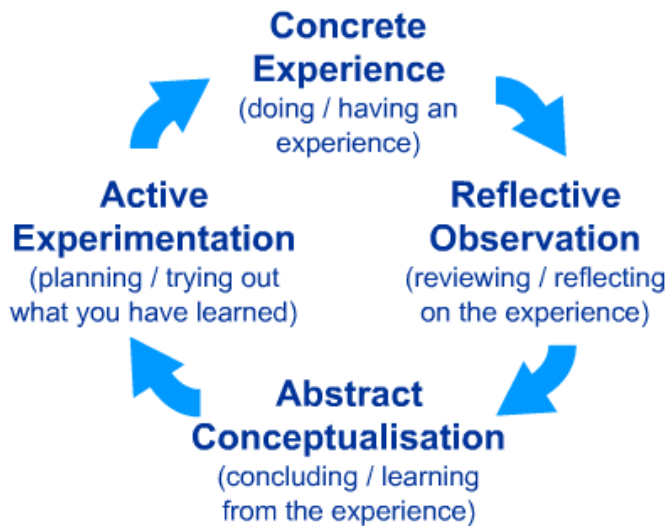 Concrete
Experience
(doing / having an
experience)
Reflective
Observation
(reviewing / reflecting
on the experience)
Abstract
Conceptualisation
(concluding / learning
from the experience)
Active
Experimentation
(planning / trying out
what you have learned)